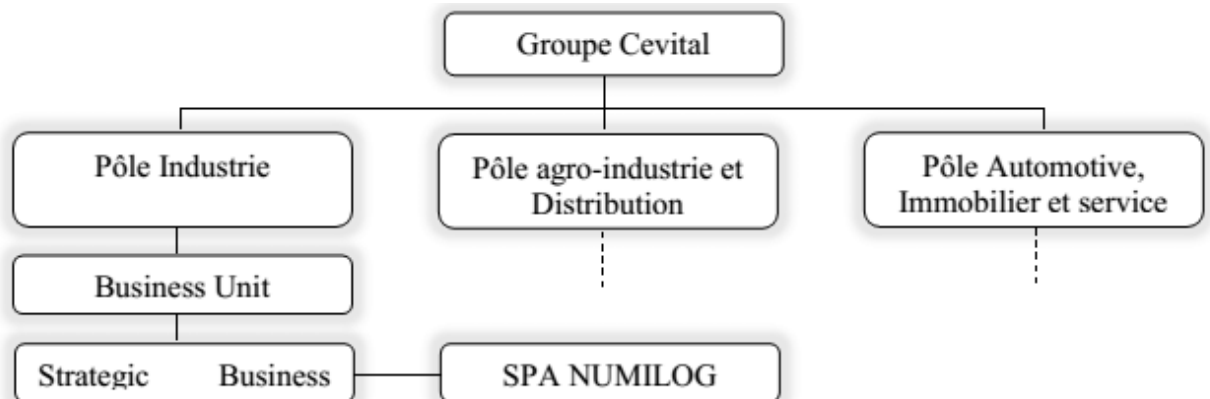 Groupe Cevital
Pôle Industrie
Pôle agro-industrie et
Distribution
Pôle Automotive,
Immobilier et service
Business Unit
Strategic Business
SPA NUMILOG